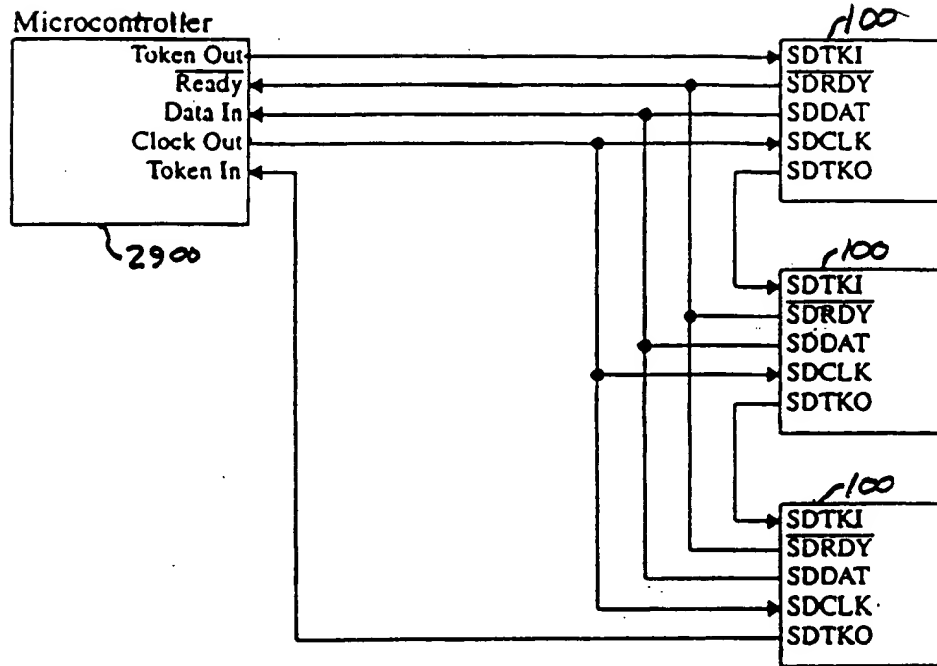 Microcontroller
Token Out
Ready
Data In
Clock Out
Token In
2900
100
SDTKI
SDRDY
SDDAT
SDCLK
SDTKO
100
SDTKI
SDRDY
SDDAT
SDCLK
SDTKO
100
SDTKI
SDRDY
SDDAT
SDCLK
SDTKO